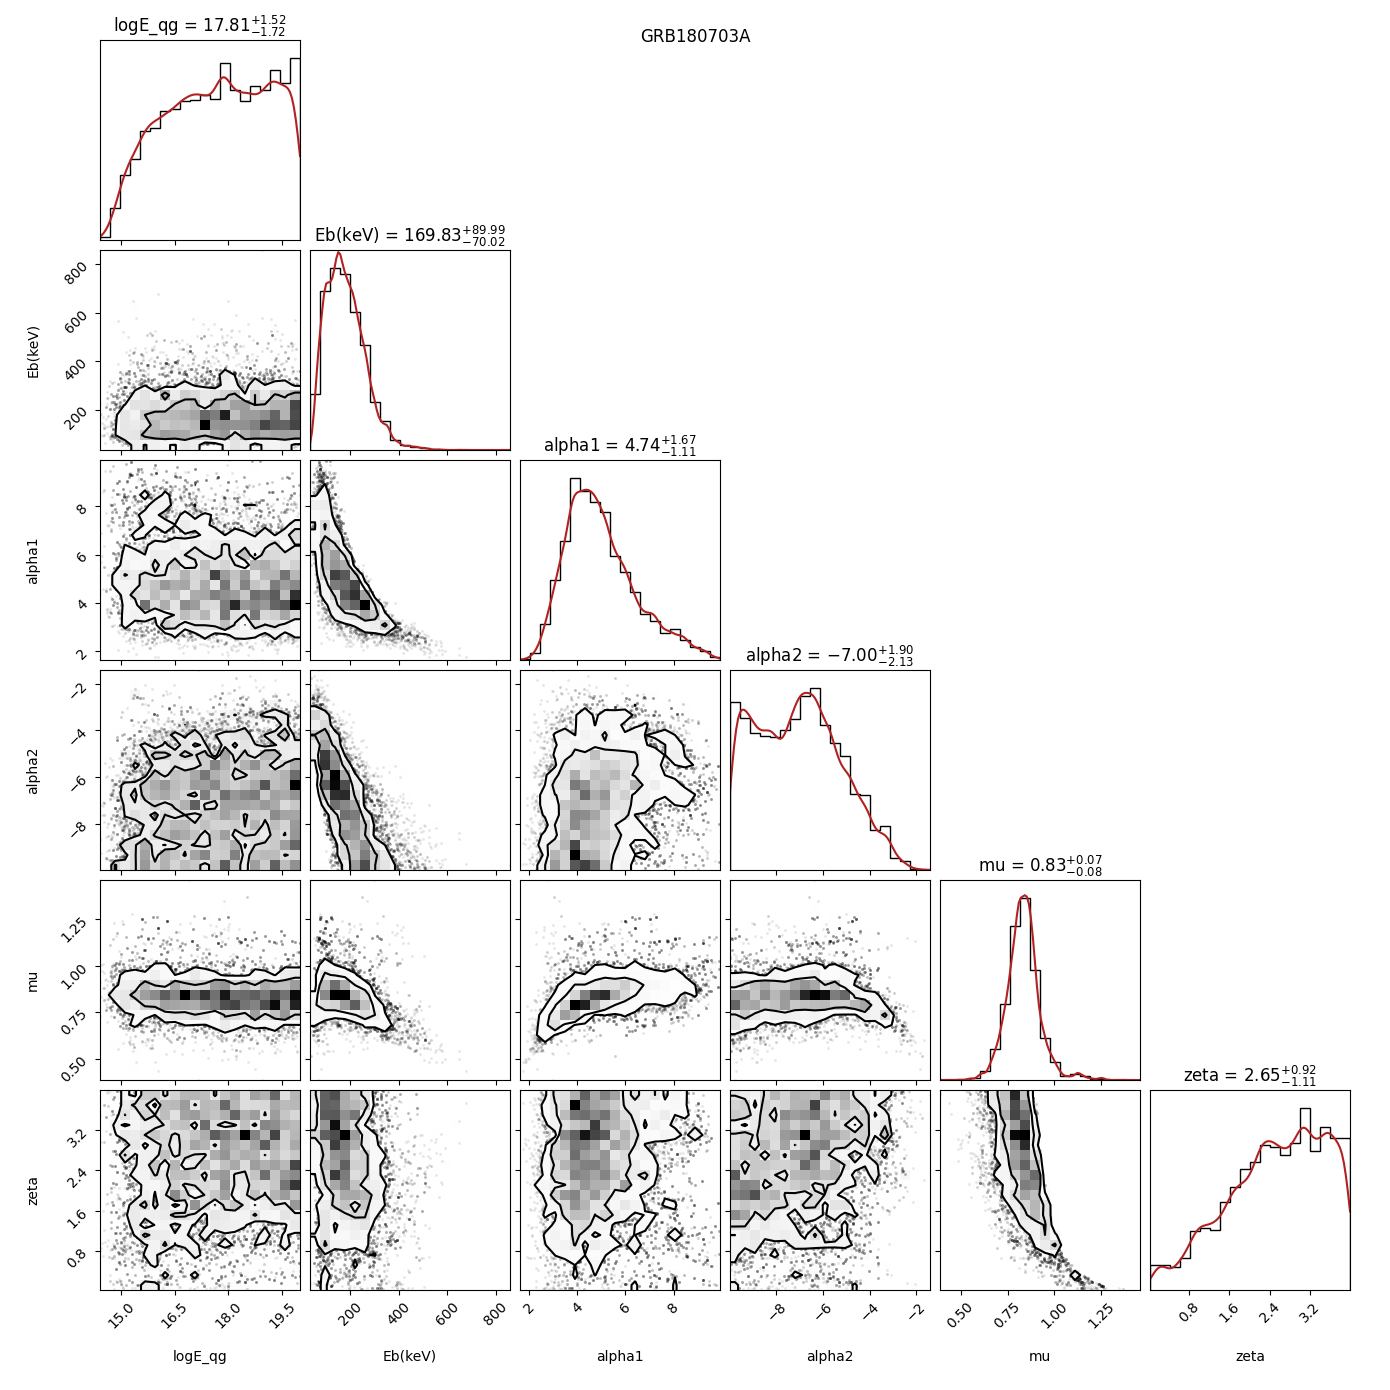 logE_qg = 17.81+1.52 −1.72
GRB180703A
Eb(keV) = 169.83+89.99 −70.02
800
600
400
200
Eb(keV)
alpha1 = 4.74+1.67 −1.11
8
6
4
2
alpha1
alpha2 = −7.00+1.90 −2.13
−2
−4
−6
−8
alpha2
mu = 0.83+0.07 −0.08
1.25
1.00
0.75
0.50
mu
zeta = 2.65+0.92 −1.11
3.2
2.4
1.6
0.8
zeta
15.0 16.5 18.0 19.5 200 400 600 800 2 4 6 8 −8 −6 −4 −2 0.50 0.75 1.00 1.25 0.8 1.6 2.4 3.2
logE_qg Eb(keV) alpha1 alpha2 mu zeta